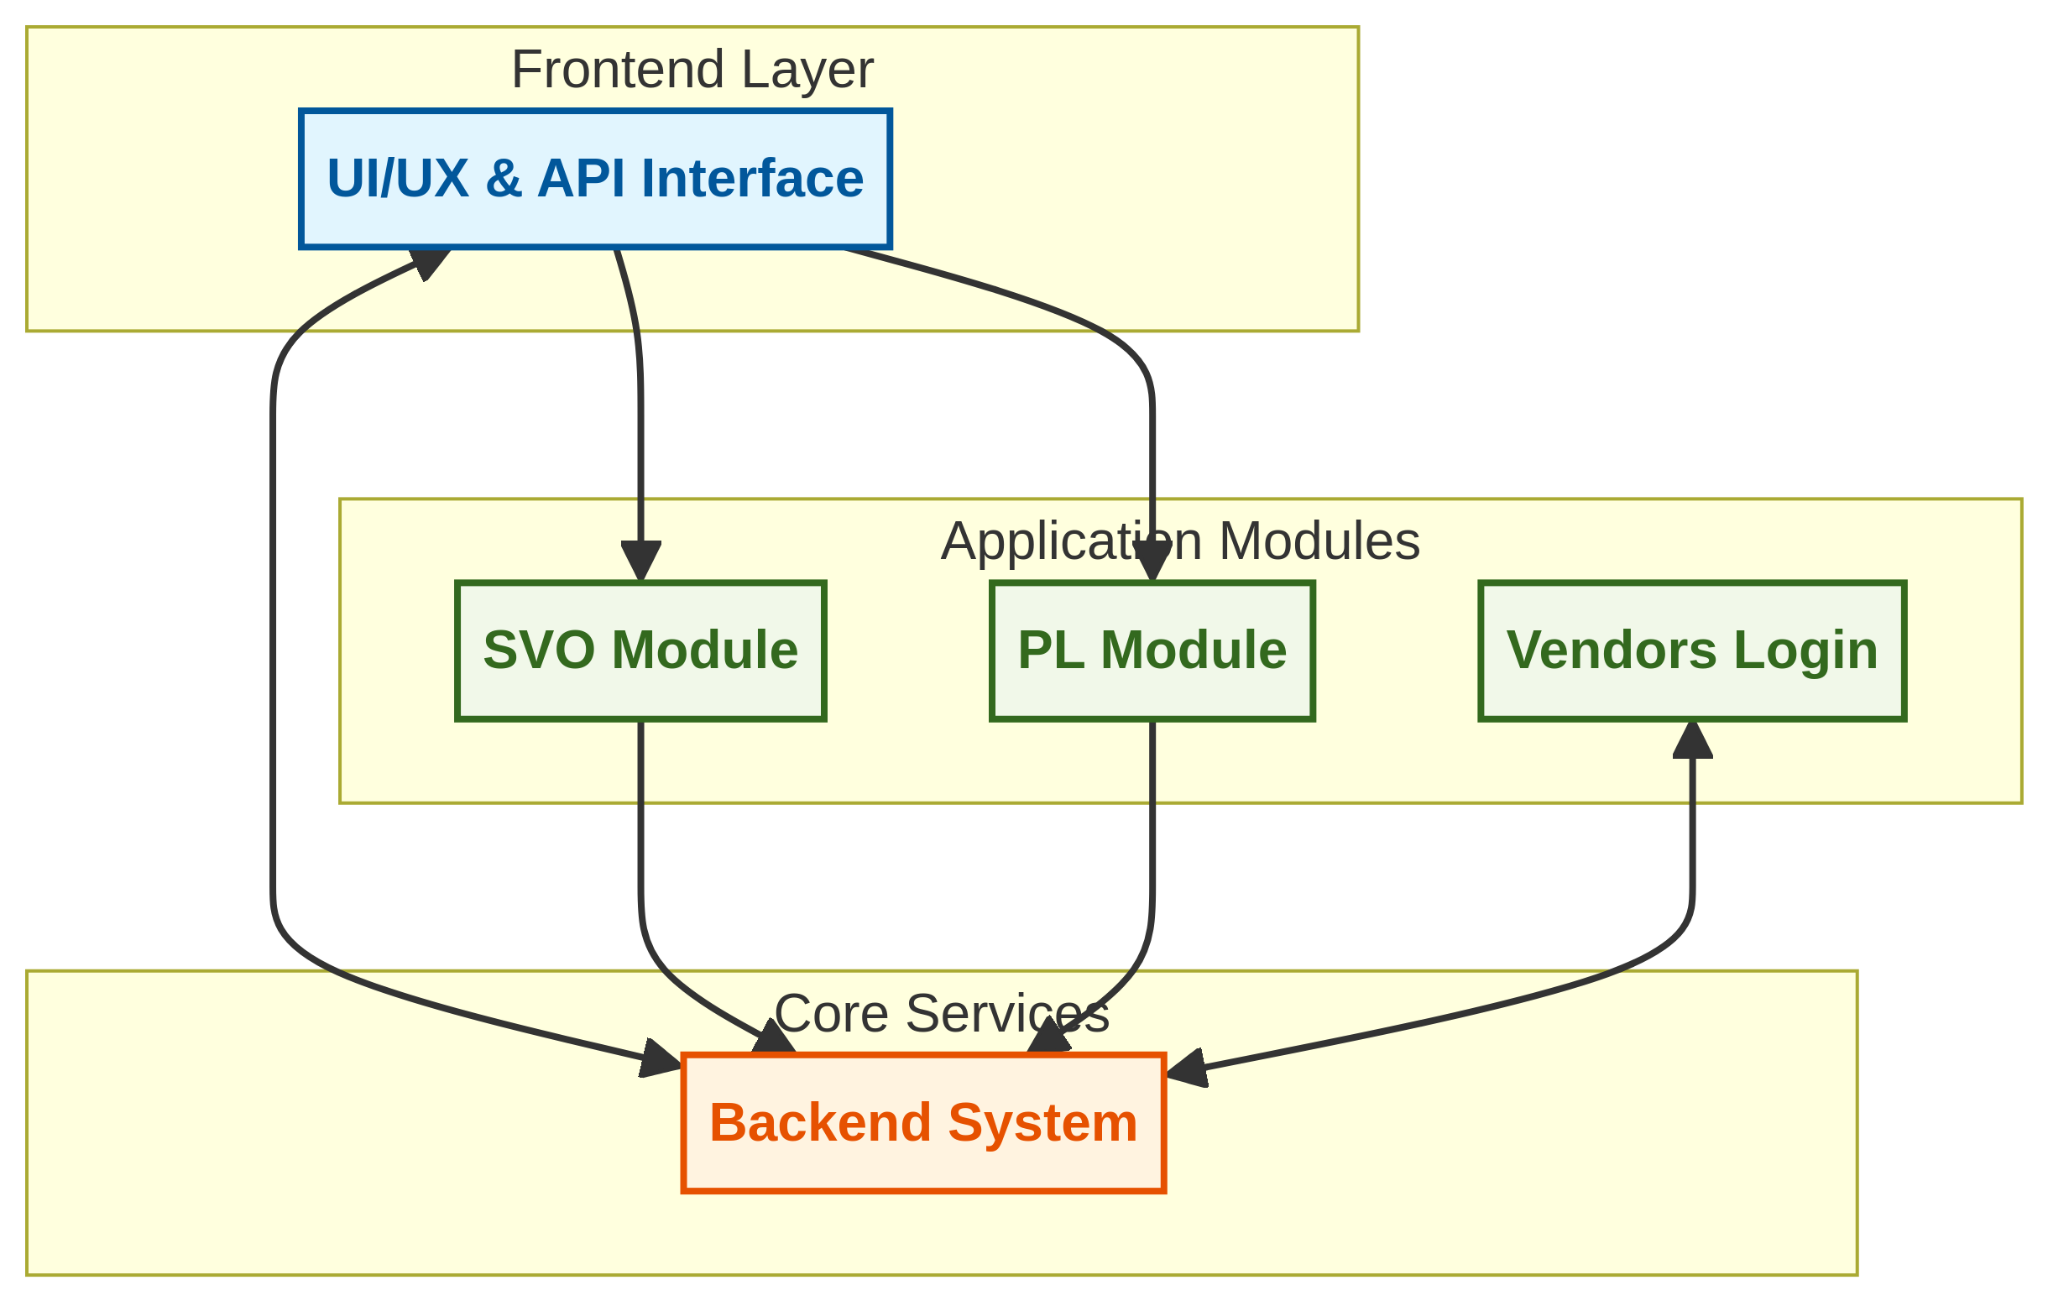 Frontend Layer
UI/UX & API Interface
Application Modules
SVO Module
PL Module
Vendors Login
Core Services
Backend System